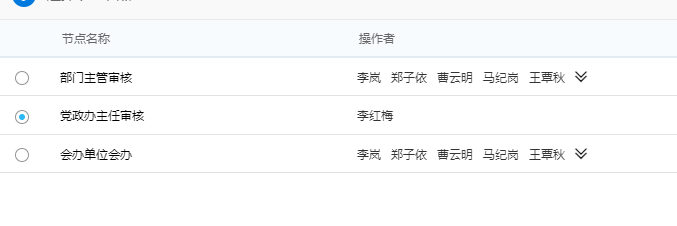 节点名称 操作者
部门主管审核 李岚 郑子依 曹云明 马纪岗 王覃秋
党政办主任审核 李红梅
会办单位会办 李岚 郑子依 曹云明 马纪岗 王覃秋